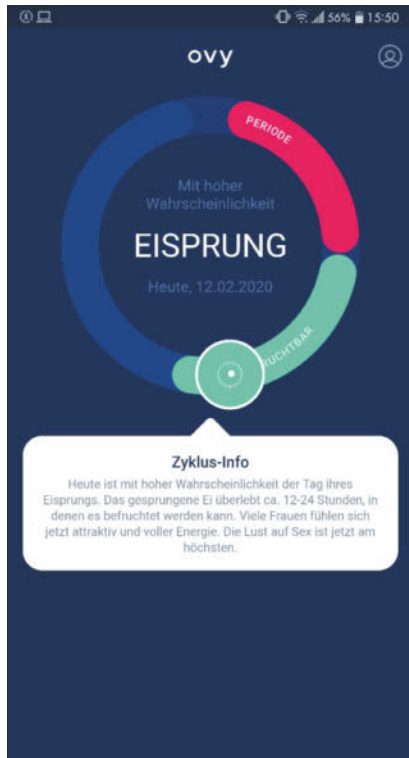 56% 15:50
ovy
PERIODE
Mit hoher
Wahrscheinlichkeit
EISPRUNG
Heute, 12.02.2020
RUCHTBAR
Zyklus-Info
Heute ist mit hoher Wahrscheinlichkeit der Tag ihres
Eisprungs. Das gesprungene Ei überlebt ca. 12-24 Stunden, in
denen es befruchtet werden kann. Viele Frauen fühlen sich
jetzt attraktiv und voller Energie. Die Lust auf Sex ist jetzt am
höchsten.